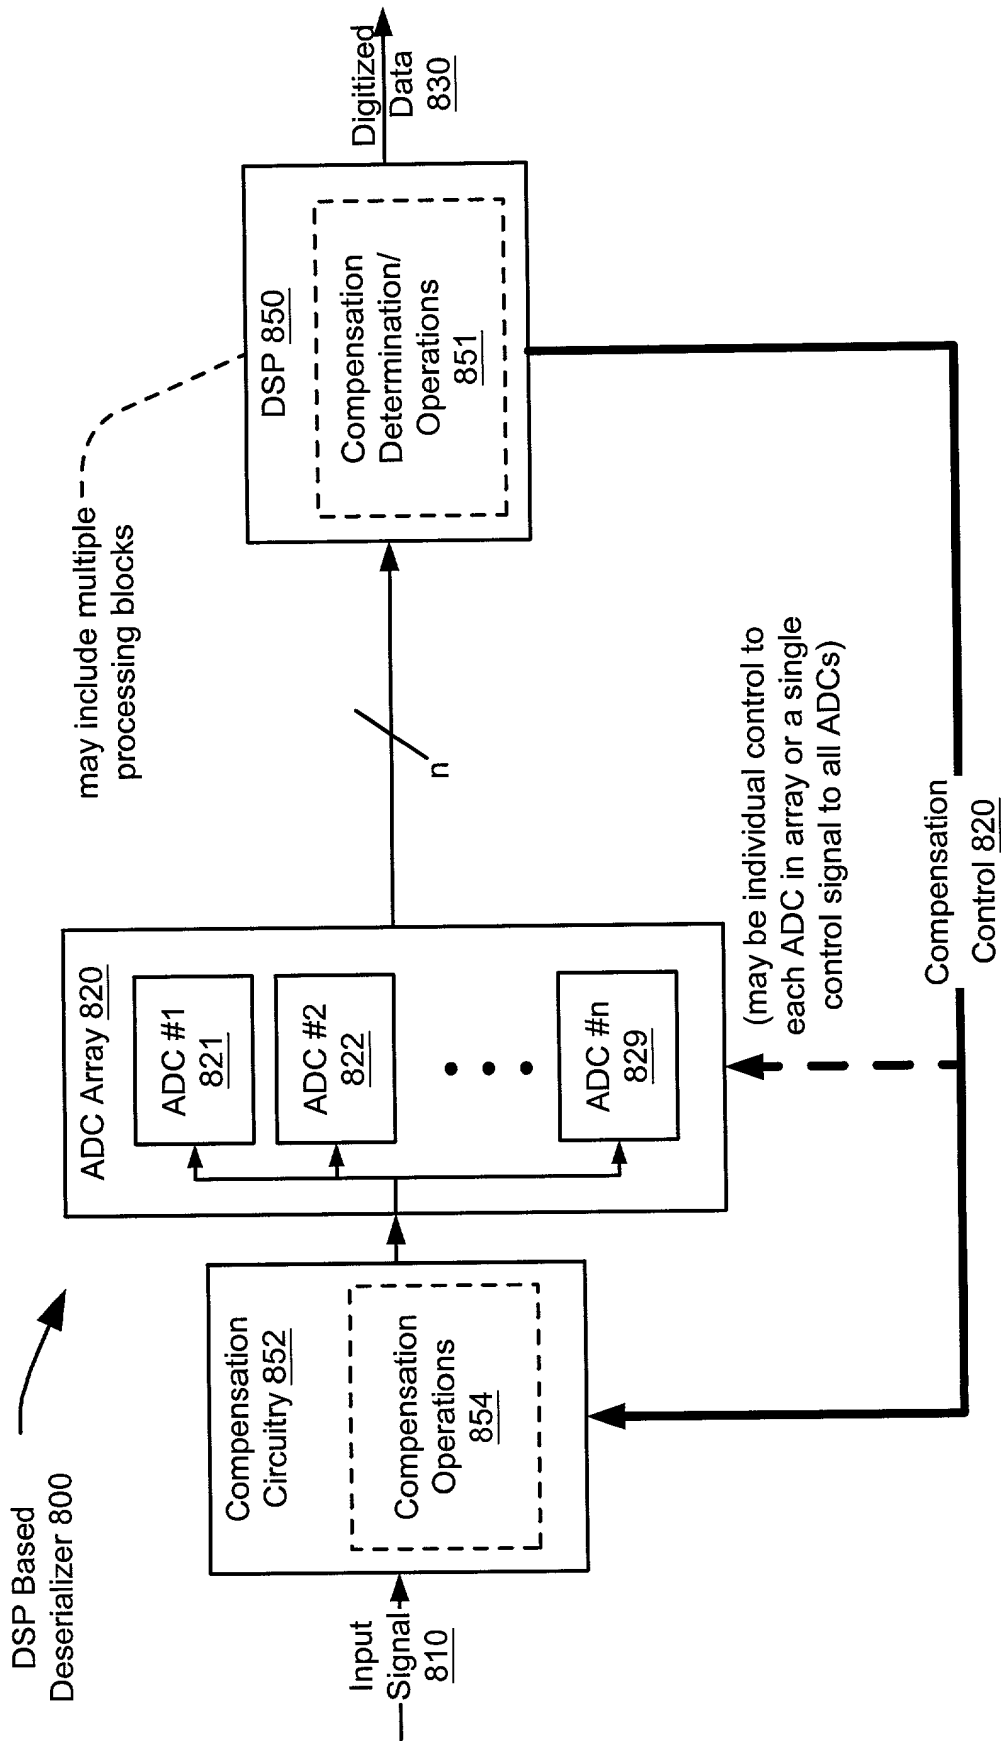 DSP Based
Deserializer 800
Input
Signal
810
Compensation
Circuitry 852
Compensation
Operations
854
ADC Array 820
ADC #1
821
ADC #2
822
ADC #n
829
n
may include multiple
processing blocks
DSP 850
Compensation
Determination/
Operations
851
Digitized
Data
830
(may be individual control to
each ADC in array or a single
control signal to all ADCs)
Compensation
Control 820